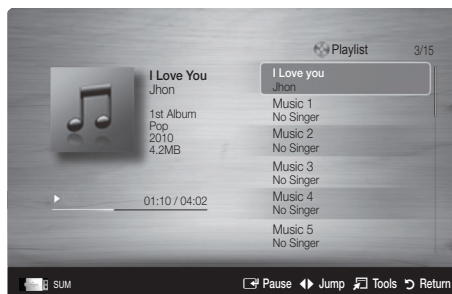 Playlist 3/15
I Love You
Jhon
1st Album
Pop
2010
4.2MB
01:10 / 04:02
I Love you
Jhon
Music 1
No Singer
Music 2
No Singer
Music 3
No Singer
Music 4
No Singer
Music 5
No Singer
SUM
Pause Jump Tools Return